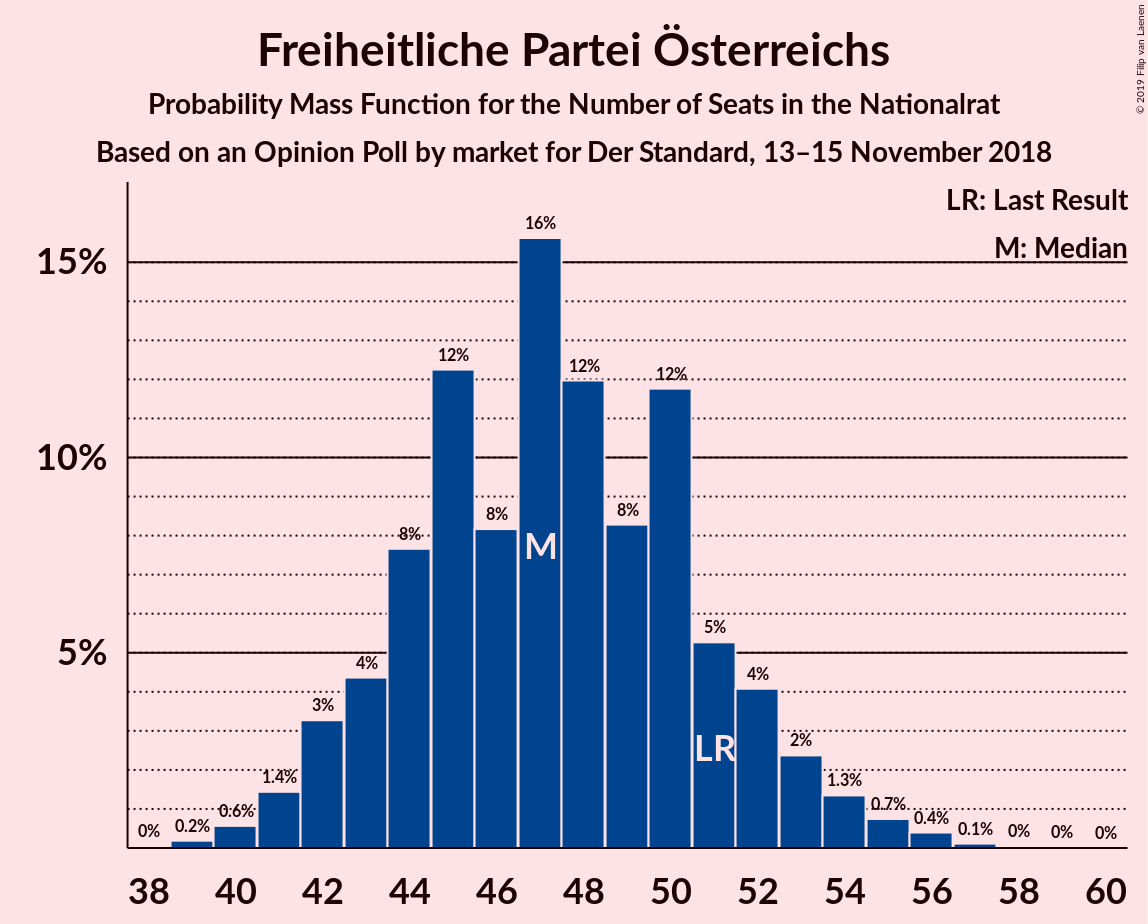 Freiheitliche Partei Österreichs
Probability Mass Function for the Number of Seats in the Nationalrat
Based on an Opinion Poll by market for Der Standard, 13–15 November 2018
© 2019 Filip van Laenen
LR: Last Result
M: Median
15%
10%
5%
0%
0.2%
0.6%
1.4%
3%
4%
8%
12%
8%
16%
12%
8%
12%
5%
4%
2%
1.3%
0.7%
0.4%
0.1%
0%
0%
0%
M
LR
38 40 42 44 46 48 50 52 54 56 58 60